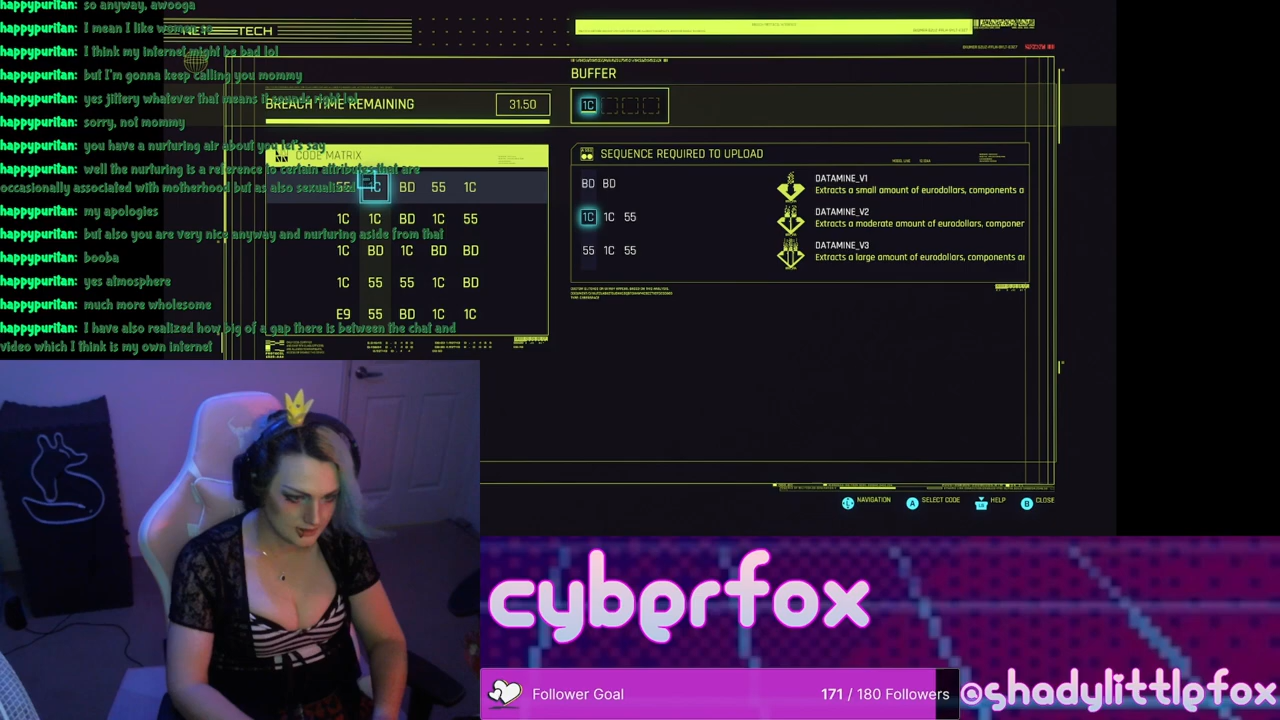 happypuritan: so anyway, awooga
happypuritan: I mean I like women so
TECH
happypuritan: I think my internet might be bad lol
happypuritan: but I'm gonna keep calling you mommy
happypuritan: yes jittery whatever that means it sounds right lol
happypuritan: sorry, not mommy
happypuritan: you have a nurturing air about you let's say
happypuritan: well the nurturing is a reference to certain attributes that are
occasionally associated with motherhood but as also sexualised
happypuritan: my apologies
happypuritan: but also you are very nice anyway and nurturing aside from that
happypuritan: booba
happypuritan: yes atmosphere
happypuritan: much more wholesome
happypuritan: I have also realized how big of a gap there is between the chat and
video which I think is my own internet
BREACH TIME REMAINING 31.50
BUFFER
1C
CODE MATRIX
55 1C BD 55 1C
1C 1C BD 1C 55
1C BD 1C BD BD
1C 55 55 1C BD
E9 55 BD 1C 1C
SEQUENCE REQUIRED TO UPLOAD
BD BD
DATAMINE_V1
Extracts a small amount of eurodollars, components a
1C 1C 55
DATAMINE_V2
Extracts a moderate amount of eurodollars, componer
55 1C 55
DATAMINE_V3
Extracts a large amount of eurodollars, components ar
NAVIGATION
A SELECT CODE
HELP
B CLOSE
cyberfox
Follower Goal 171 / 180 Followers
@shadylittlefox